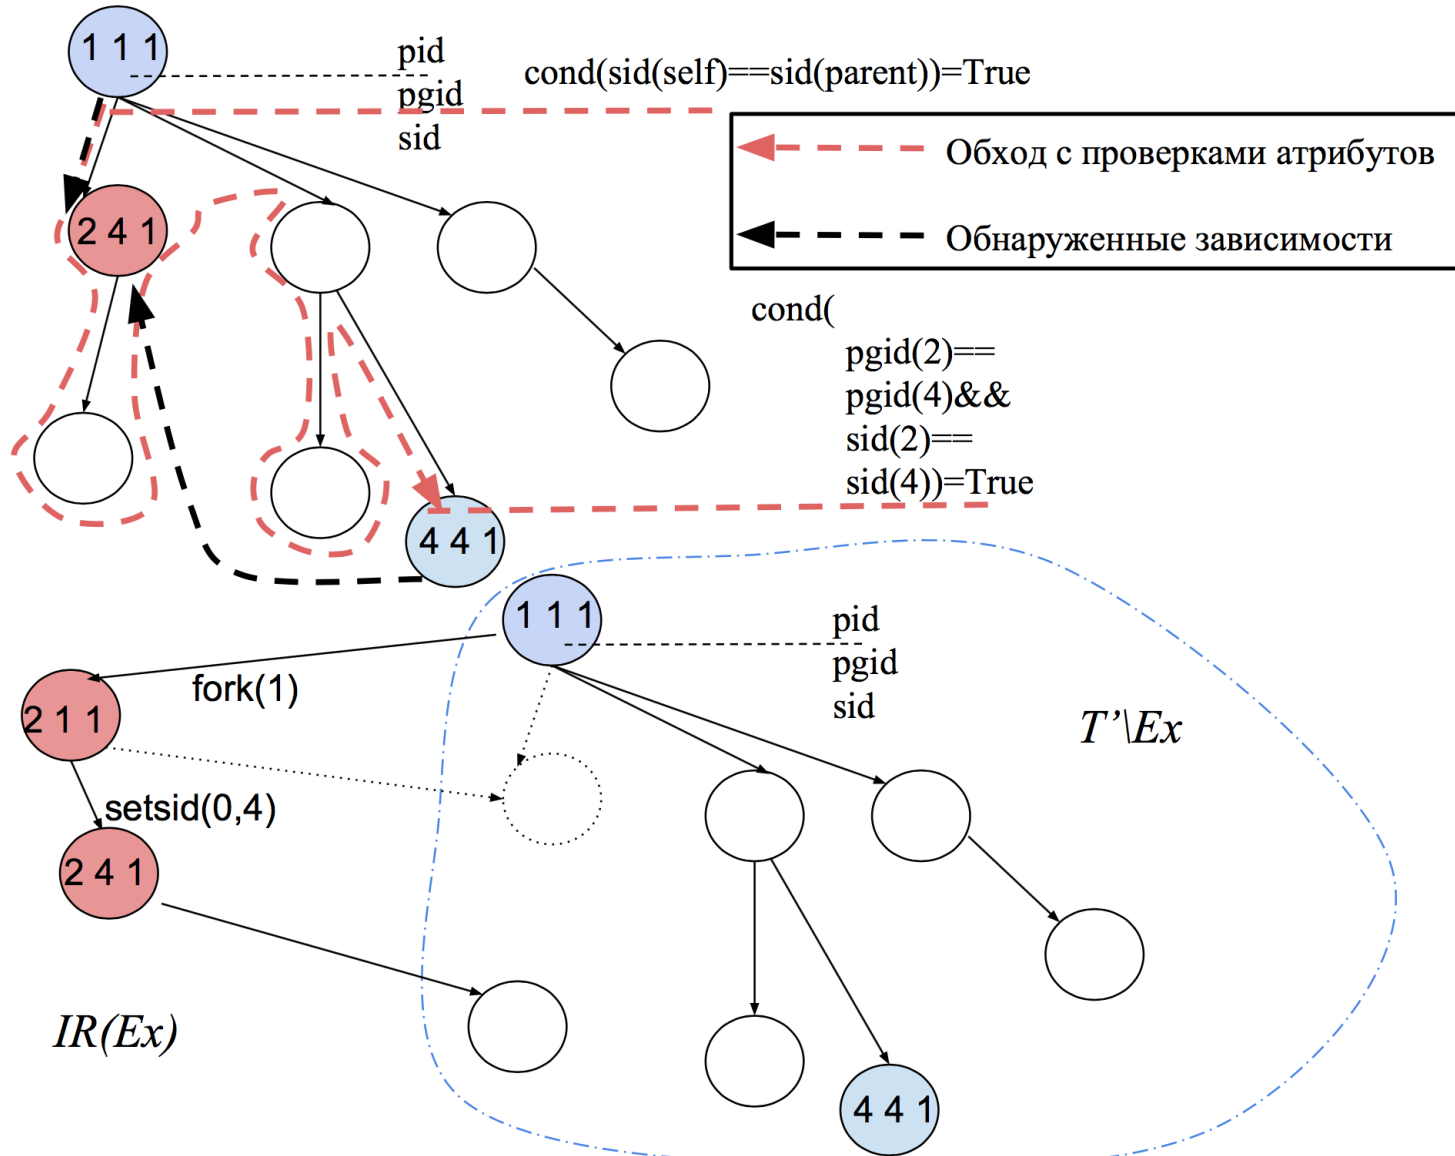 1 1 1
pid
pgid
sid
cond(sid(self)==sid(parent))=True
Обход с проверками атрибутов
Обнаруженные зависимости
2 4 1
cond(
pgid(2)==
pgid(4)&&
sid(2)==
sid(4))=True
4 4 1
1 1 1
pid
pgid
sid
fork(1)
2 1 1
T’\Ex
setsid(0,4)
2 4 1
IR(Ex)
4 4 1